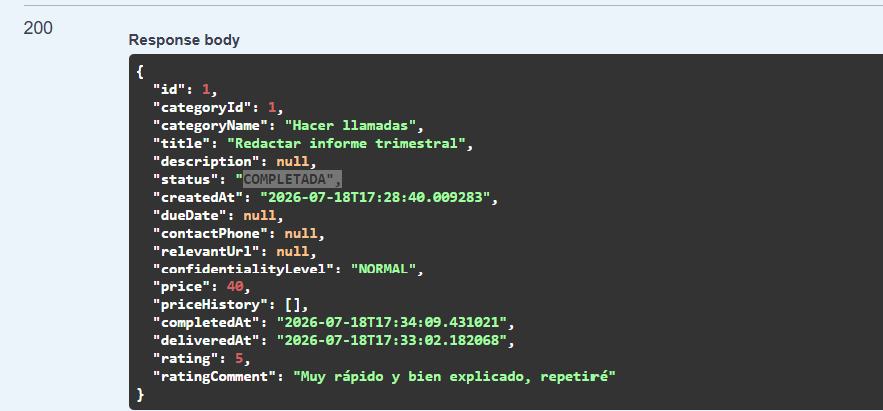 200
Response body
{
"id": 1,
"categoryId": 1,
"categoryName": "Hacer llamadas",
"title": "Redactar informe trimestral",
"description": null,
"status": "COMPLETADA",
"createdAt": "2026-07-18T17:28:40.009283",
"dueDate": null,
"contactPhone": null,
"relevantUrl": null,
"confidentialityLevel": "NORMAL",
"price": 40,
"priceHistory": [],
"completedAt": "2026-07-18T17:34:09.431021",
"deliveredAt": "2026-07-18T17:33:02.182068",
"rating": 5,
"ratingComment": "Muy rápido y bien explicado, repetiré"
}